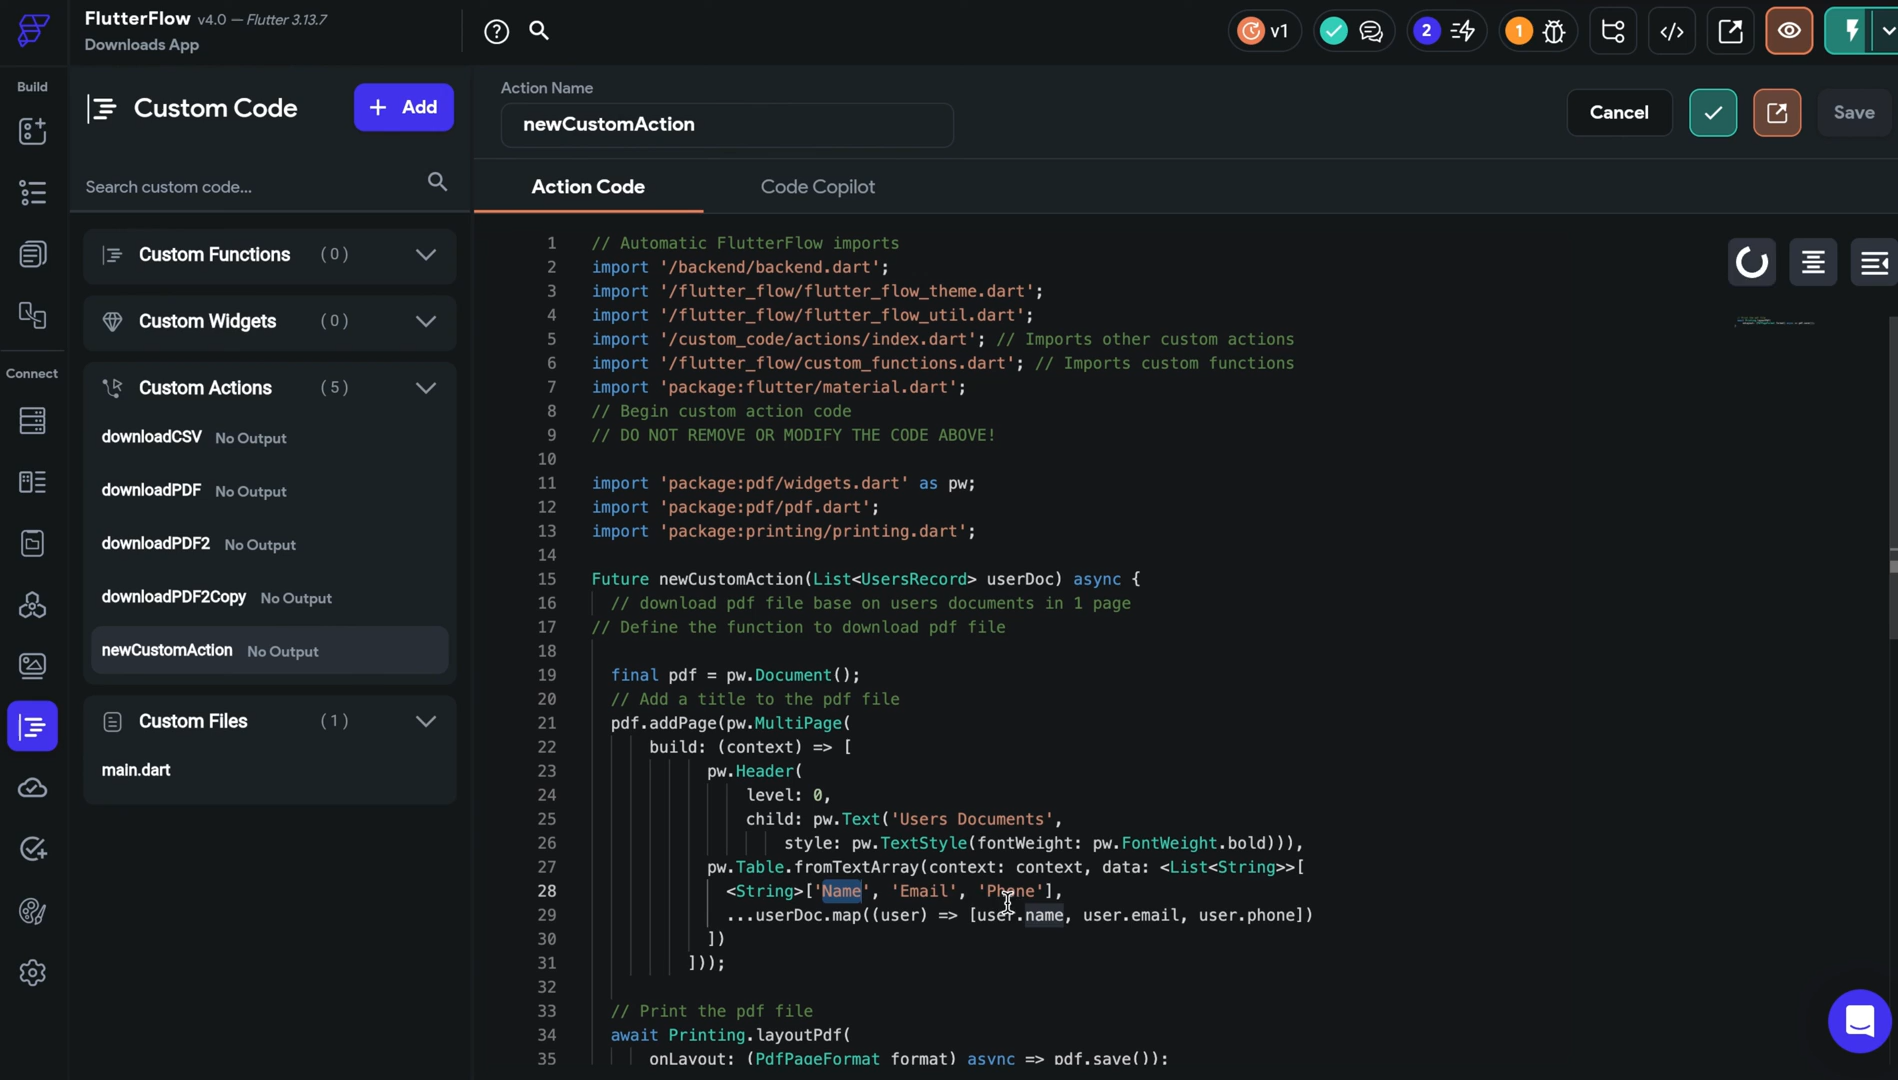 FlutterFlow v4.0 — Flutter 3.13.7
Downloads App
v1
2
1
Build
Connect
Custom Code
+ Add
Search custom code...
Custom Functions (0)
Custom Widgets (0)
Custom Actions (5)
downloadCSV No Output
downloadPDF No Output
downloadPDF2 No Output
downloadPDF2Copy No Output
newCustomAction No Output
Custom Files (1)
main.dart
Action Name
newCustomAction
Cancel
Save
Action Code
Code Copilot
1 // Automatic FlutterFlow imports
2 import '/backend/backend.dart';
3 import '/flutter_flow/flutter_flow_theme.dart';
4 import '/flutter_flow/flutter_flow_util.dart';
5 import '/custom_code/actions/index.dart'; // Imports other custom actions
6 import '/flutter_flow/custom_functions.dart'; // Imports custom functions
7 import 'package:flutter/material.dart';
8 // Begin custom action code
9 // DO NOT REMOVE OR MODIFY THE CODE ABOVE!
10
11 import 'package:pdf/widgets.dart' as pw;
12 import 'package:pdf/pdf.dart';
13 import 'package:printing/printing.dart';
14
15 Future newCustomAction(List<UsersRecord> userDoc) async {
16 // download pdf file base on users documents in 1 page
17 // Define the function to download pdf file
18
19 final pdf = pw.Document();
20 // Add a title to the pdf file
21 pdf.addPage(pw.MultiPage(
22 build: (context) => [
23 pw.Header(
24 level: 0,
25 child: pw.Text('Users Documents',
26 style: pw.TextStyle(fontWeight: pw.FontWeight.bold))),
27 pw.Table.fromTextArray(context: context, data: <List<String>>[
28 <String>['Name', 'Email', 'Phone'],
29 ...userDoc.map((user) => [user.name, user.email, user.phone])
30 ])
31 ]));
32
33 // Print the pdf file
34 await Printing.layoutPdf(
35 onLayout: (PdfPageFormat format) async => pdf.save());